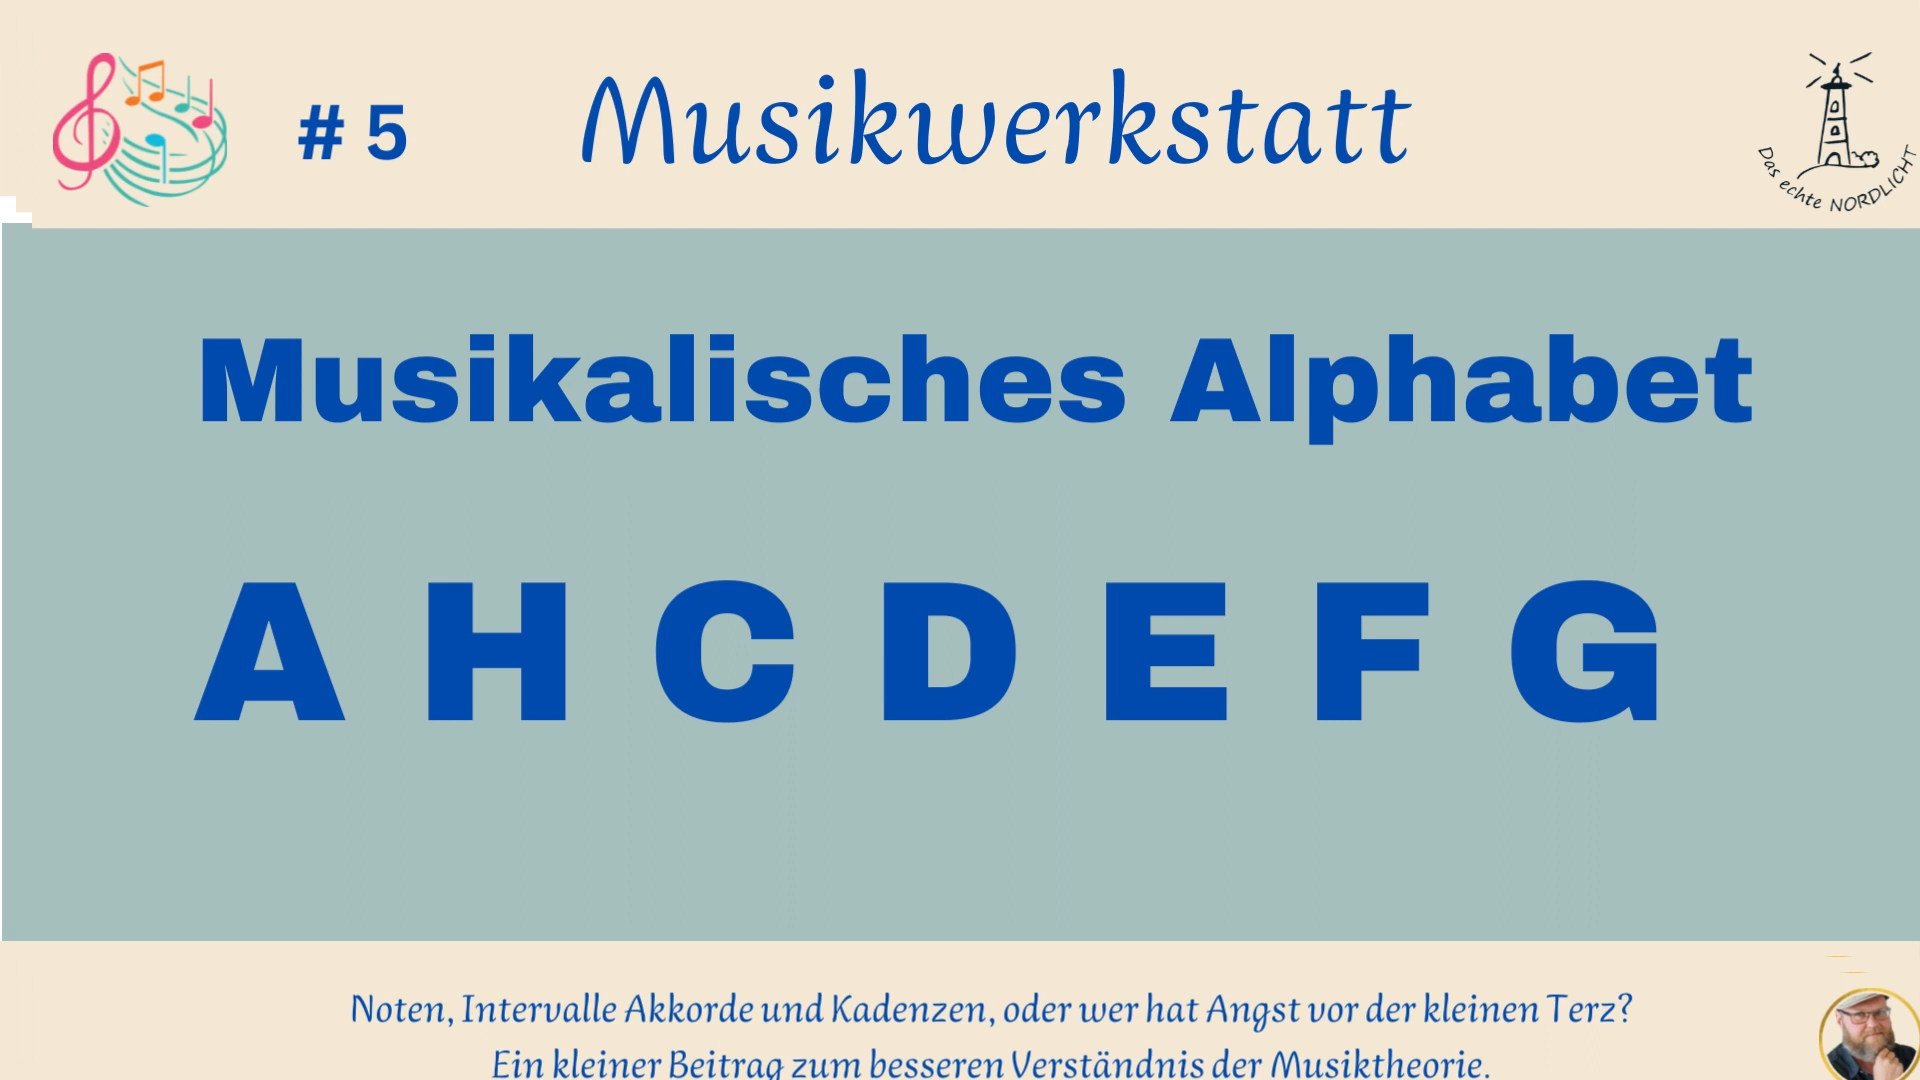 # 5
Musikwerkstatt
Das echte NORDLICHT
Musikalisches Alphabet
A H C D E F G
Noten, Intervalle Akkorde und Kadenzen, oder wer hat Angst vor der kleinen Terz?
Ein kleiner Beitrag zum besseren Verständnis der Musiktheorie.